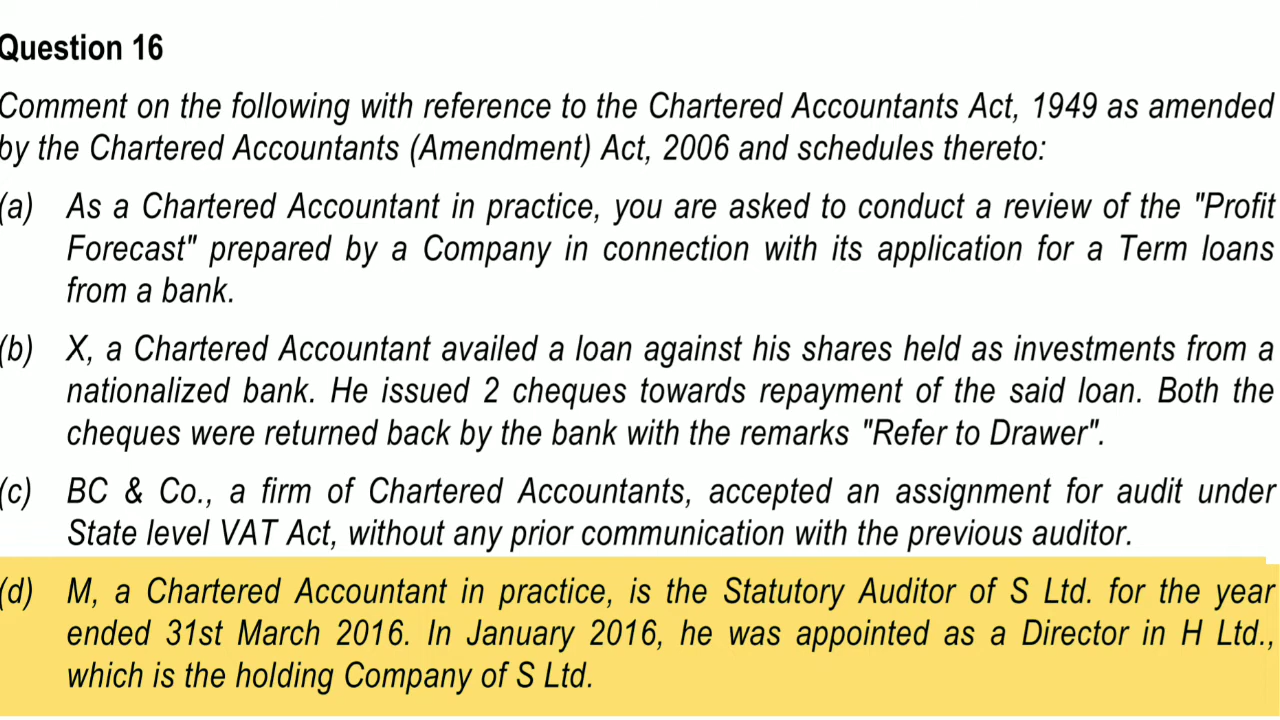 Question 16
Comment on the following with reference to the Chartered Accountants Act, 1949 as amended
by the Chartered Accountants (Amendment) Act, 2006 and schedules thereto:
(a) As a Chartered Accountant in practice, you are asked to conduct a review of the "Profit
Forecast" prepared by a Company in connection with its application for a Term loans
from a bank.
(b) X, a Chartered Accountant availed a loan against his shares held as investments from a
nationalized bank. He issued 2 cheques towards repayment of the said loan. Both the
cheques were returned back by the bank with the remarks "Refer to Drawer".
(c) BC & Co., a firm of Chartered Accountants, accepted an assignment for audit under
State level VAT Act, without any prior communication with the previous auditor.
(d) M, a Chartered Accountant in practice, is the Statutory Auditor of S Ltd. for the year
ended 31st March 2016. In January 2016, he was appointed as a Director in H Ltd.,
which is the holding Company of S Ltd.